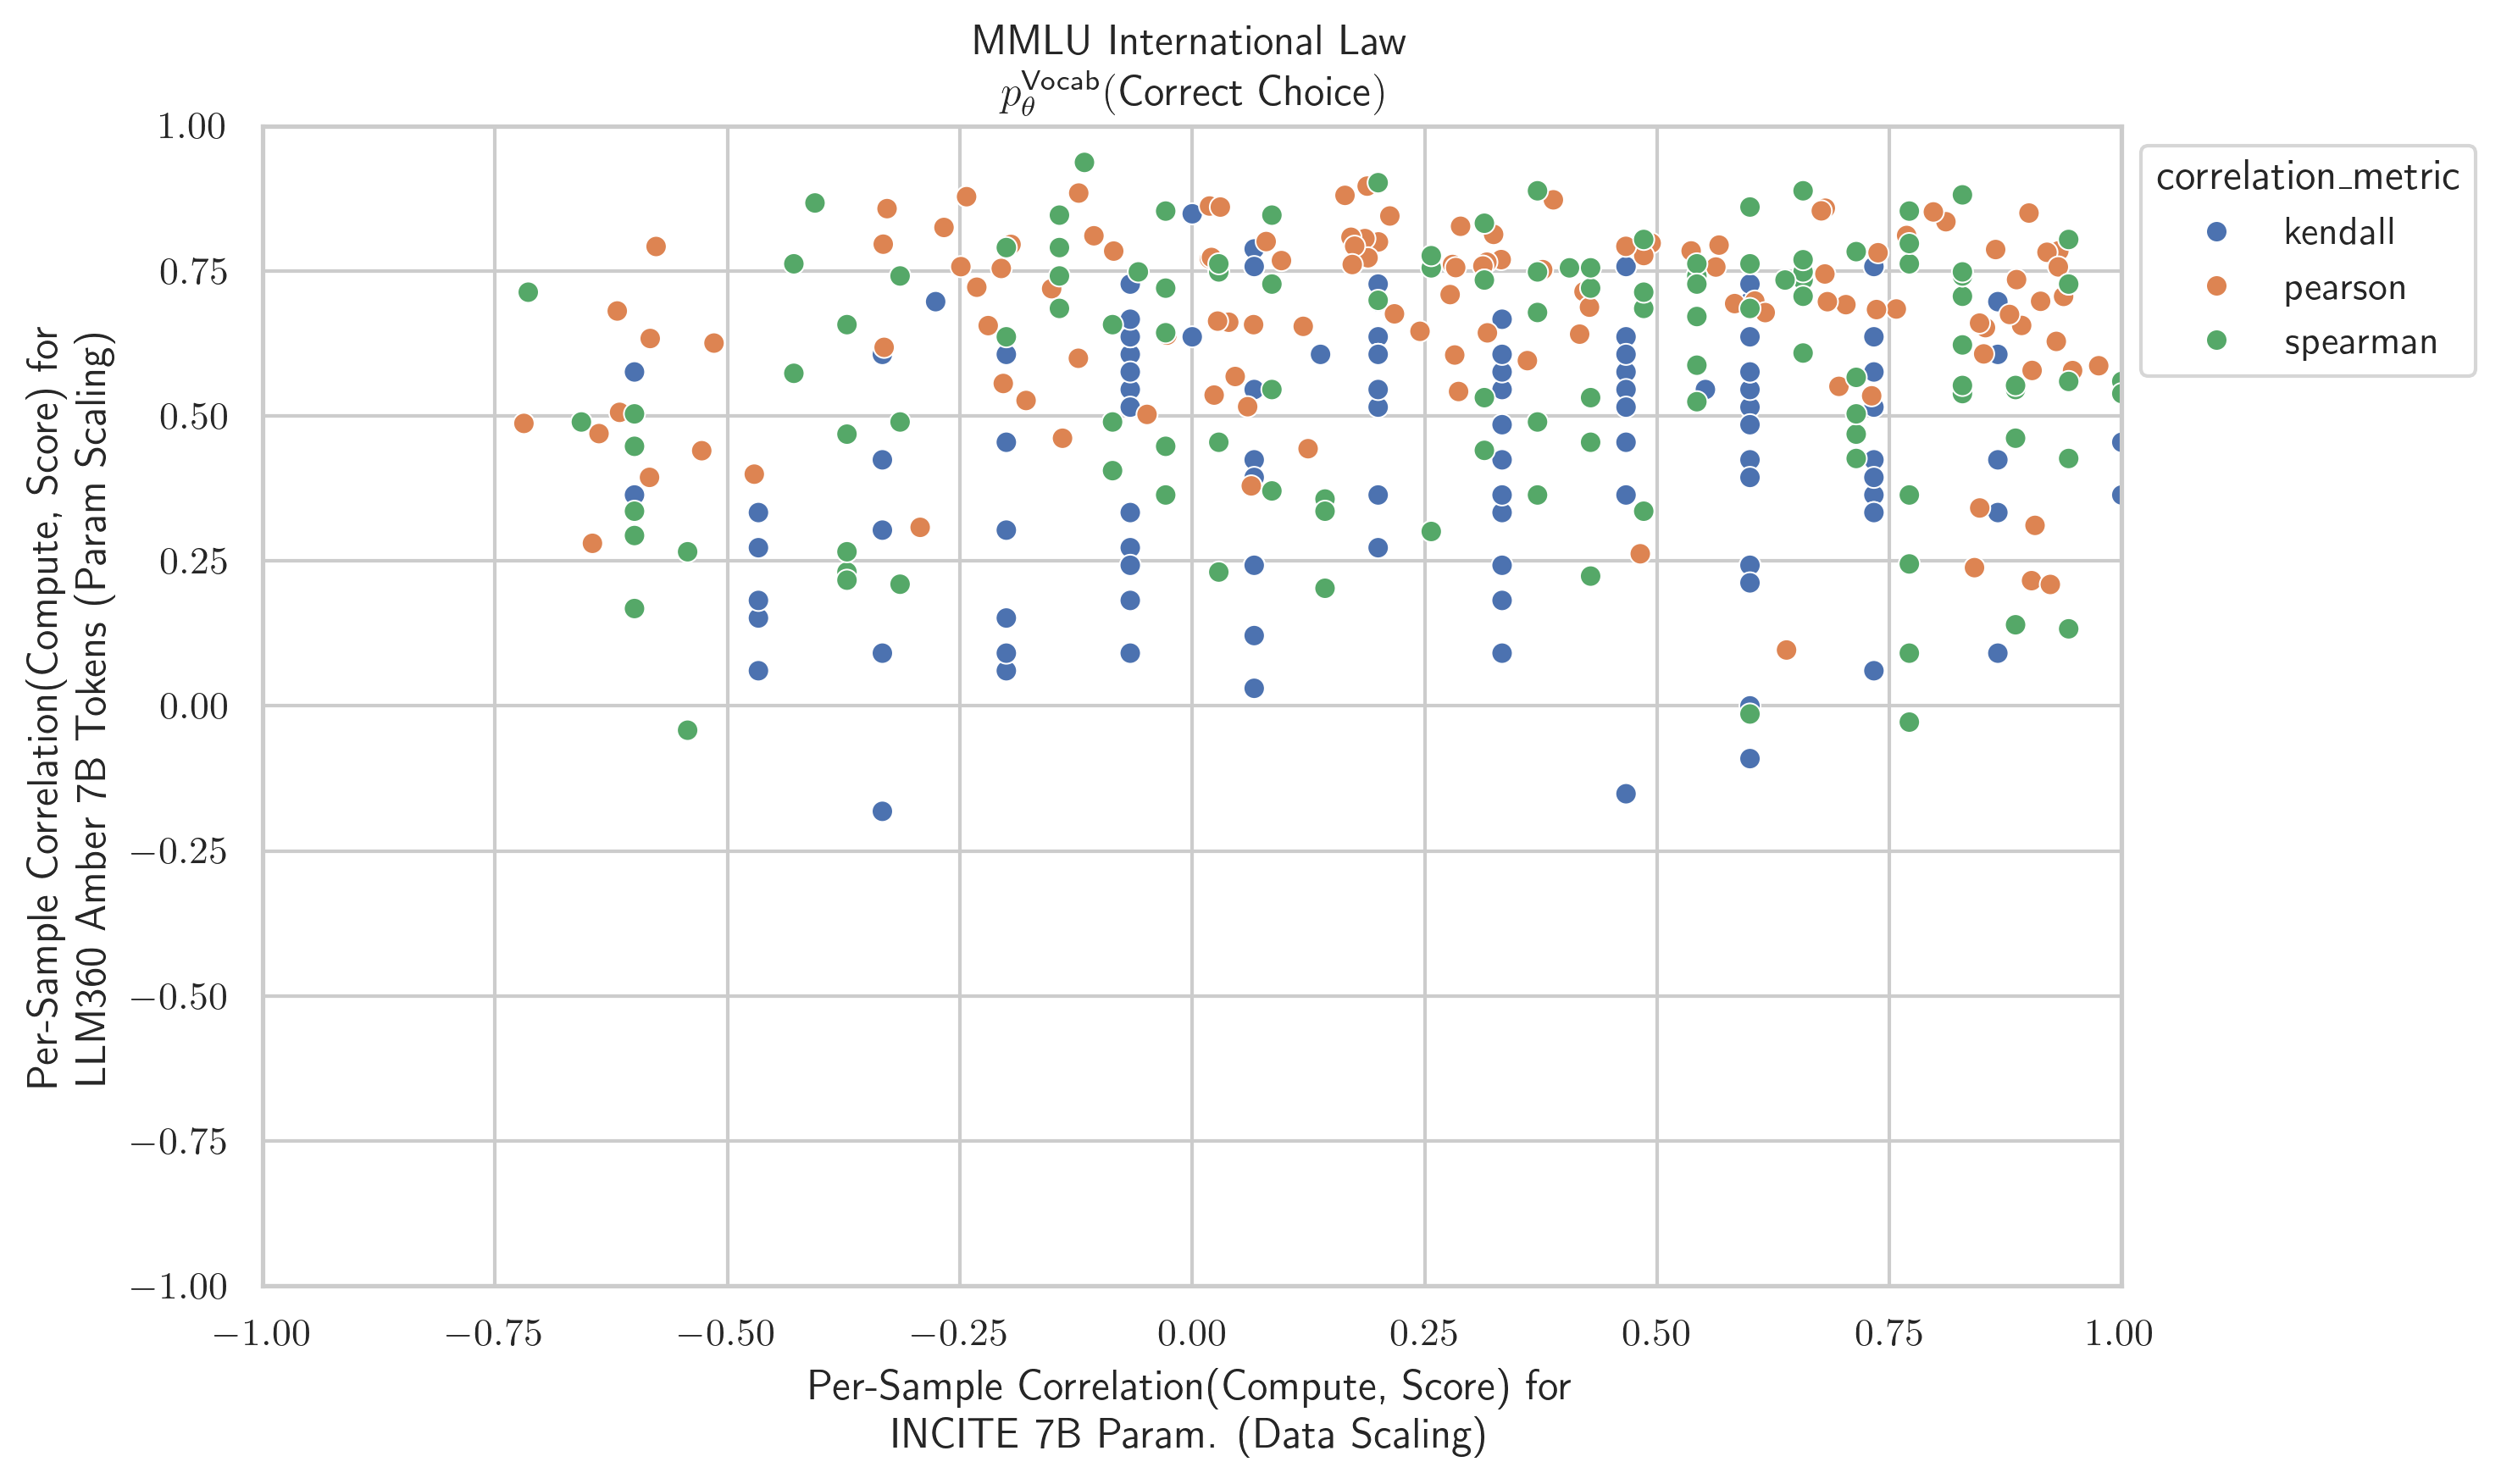 MMLU International Law
p_θ^Vocab(Correct Choice)
1.00
0.75
0.50
0.25
0.00
−0.25
−0.50
−0.75
−1.00
Per-Sample Correlation(Compute, Score) for
LLM360 Amber 7B Tokens (Param Scaling)
correlation_metric
kendall
pearson
spearman
−1.00 −0.75 −0.50 −0.25 0.00 0.25 0.50 0.75 1.00
Per-Sample Correlation(Compute, Score) for
INCITE 7B Param. (Data Scaling)